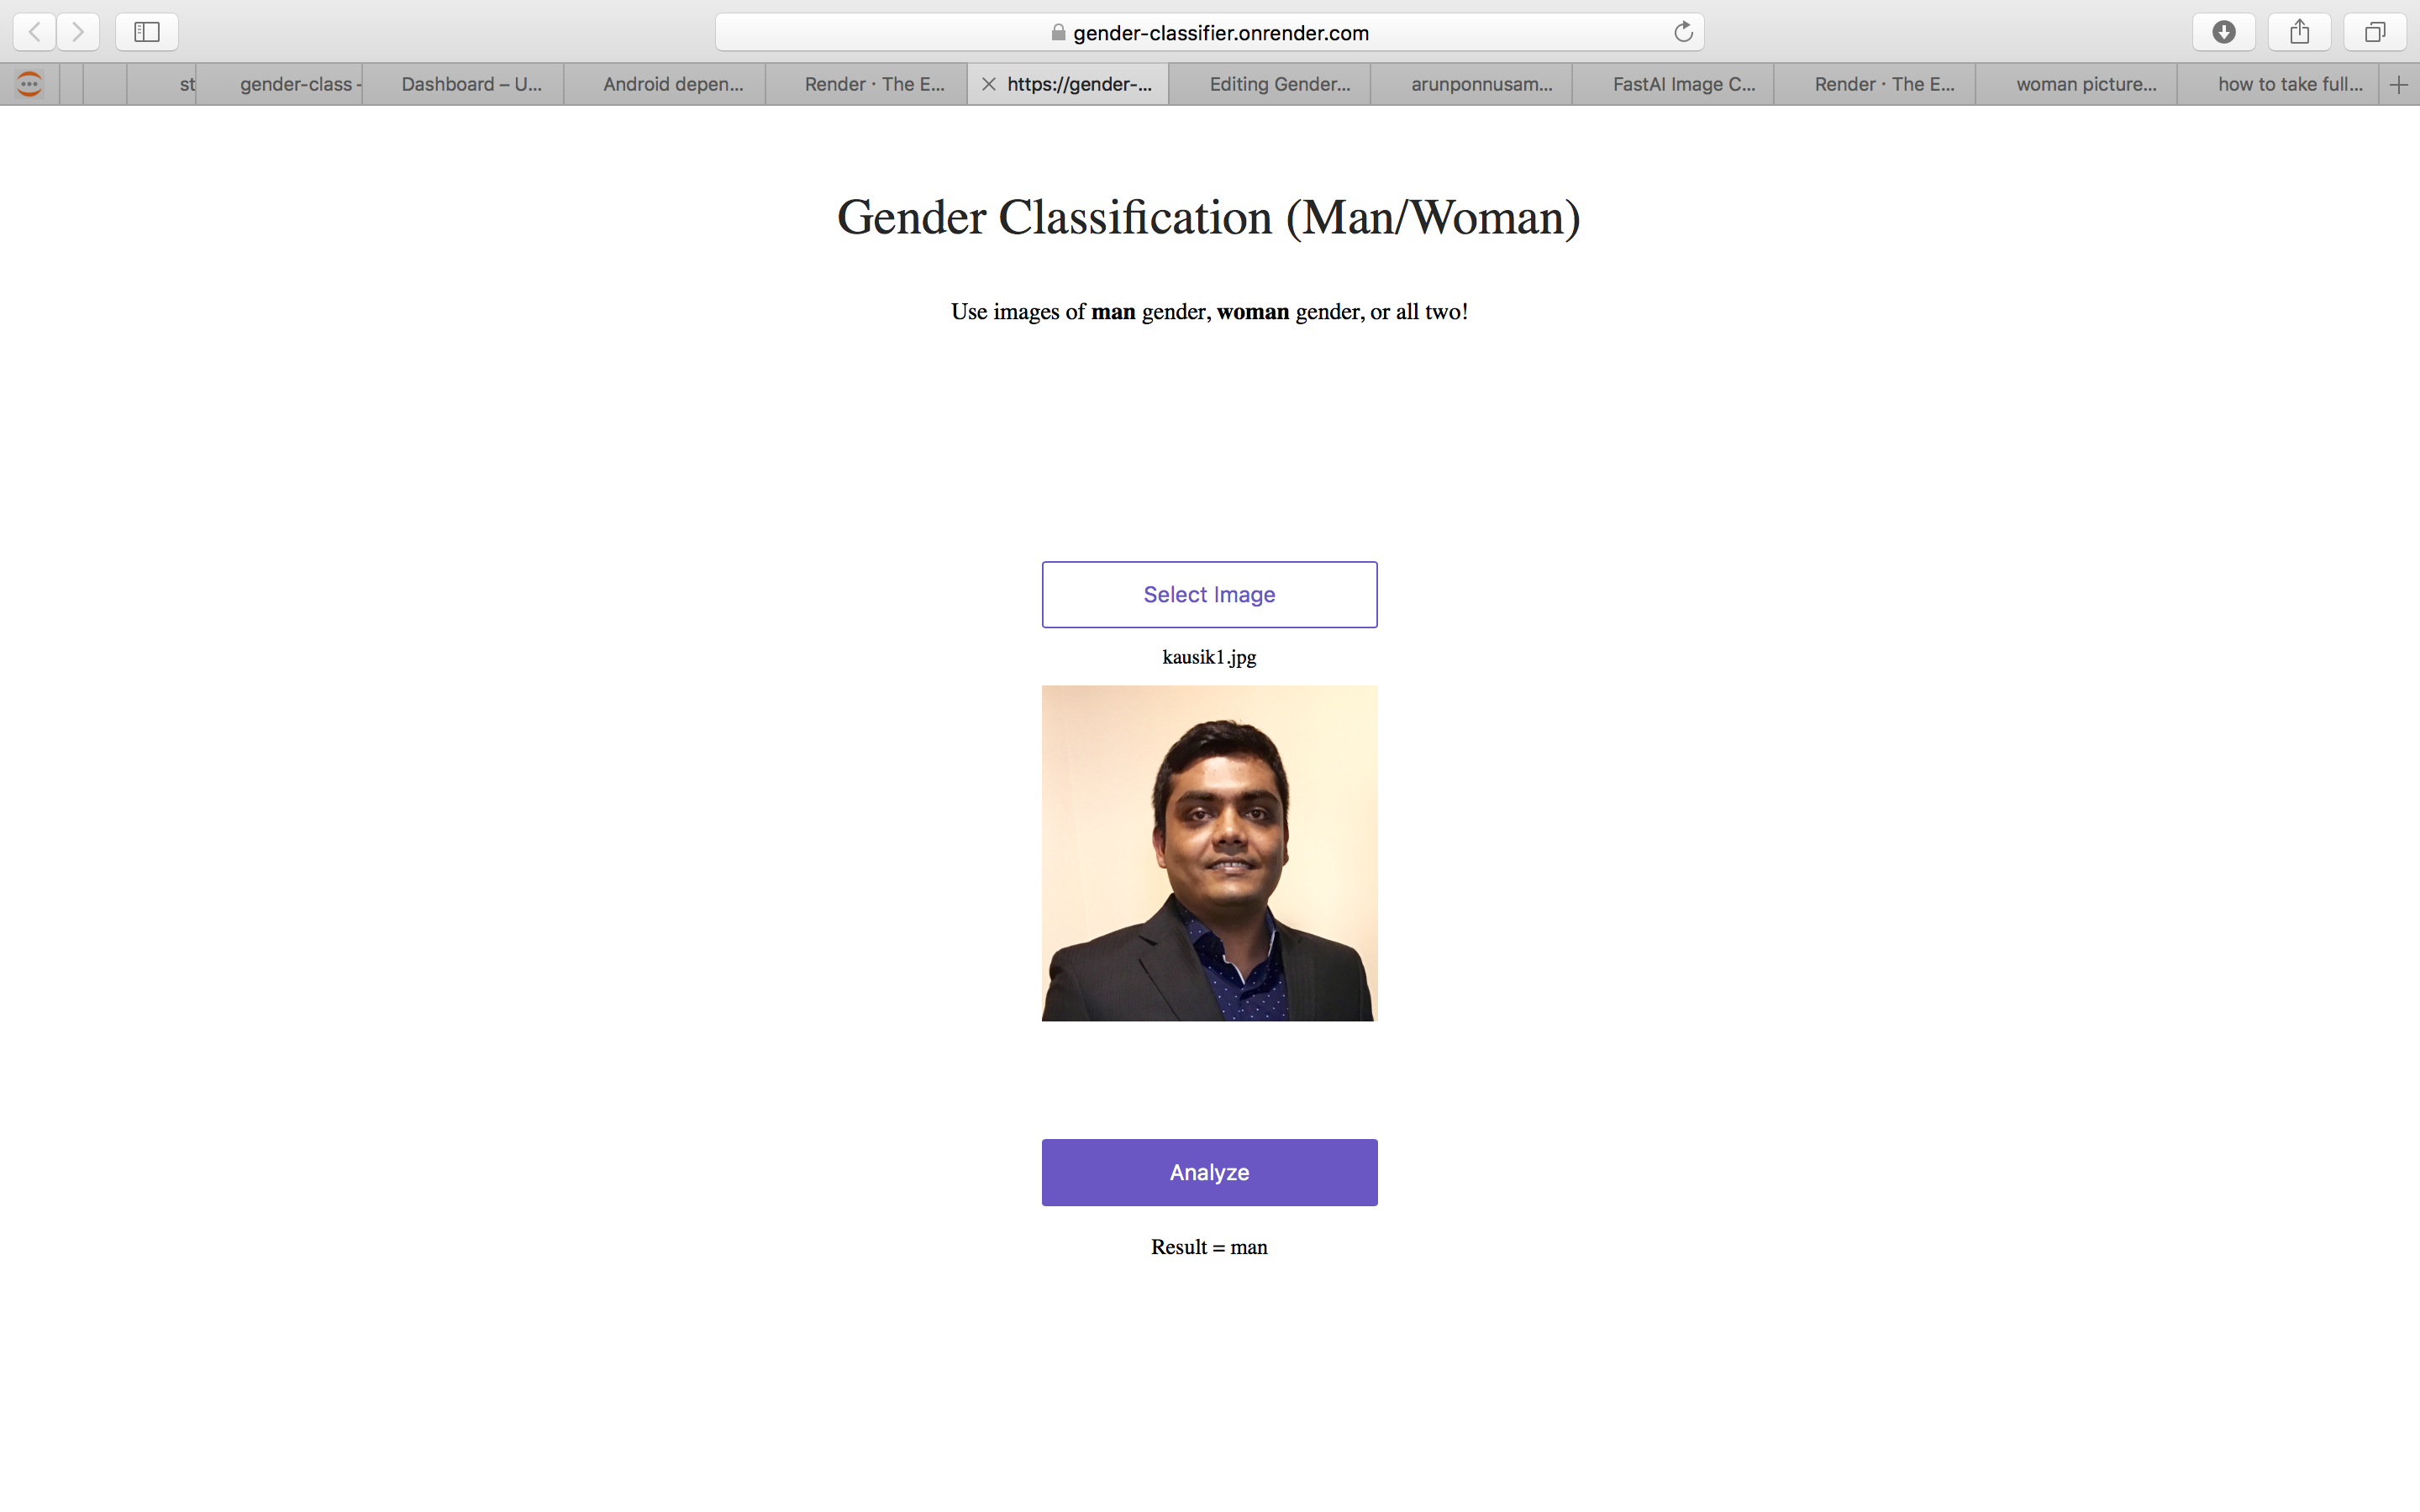 gender-classifier.onrender.com
st
gender-class -
Dashboard – U...
Android depen...
Render · The E...
https://gender-...
Editing Gender...
arunponnusam...
FastAI Image C...
Render · The E...
woman picture...
how to take full...
Gender Classification (Man/Woman)
Use images of man gender, woman gender, or all two!
Select Image
kausik1.jpg
Analyze
Result = man